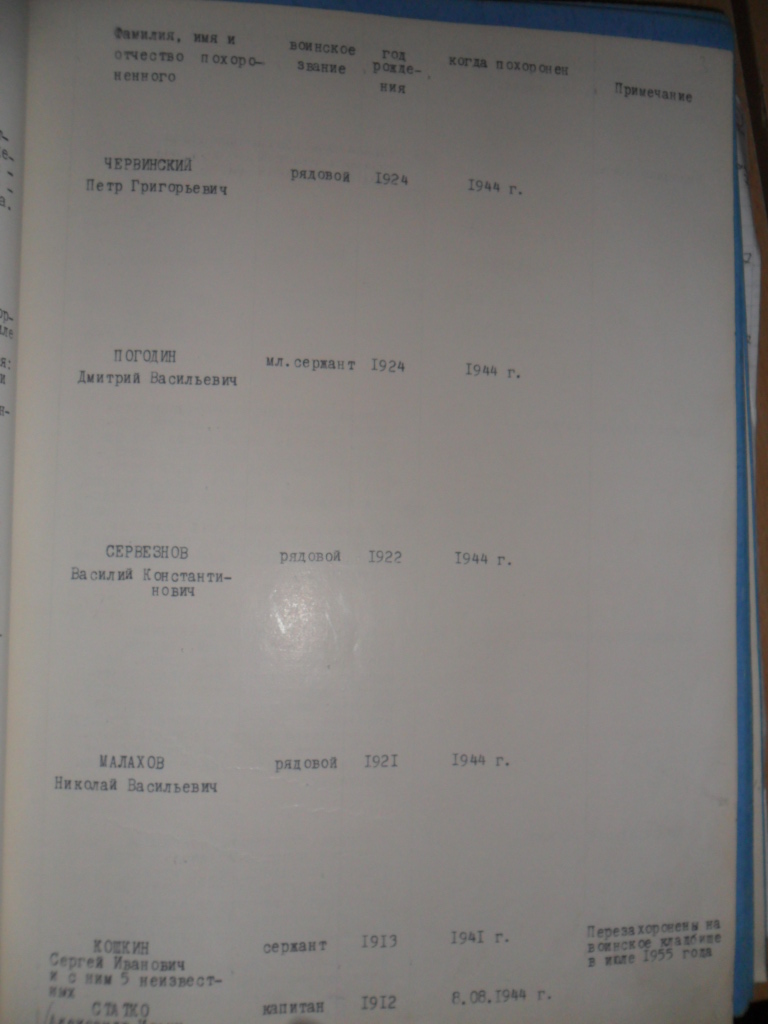 Фамилия, имя и
отчество похоро-
ненного
воинское
звание
год
рожде-
ния
когда похоронен
Примечание
ЧЕРВИНСКИЙ
Петр Григорьевич
рядовой
1924
1944 г.
ПОГОДИН
Дмитрий Васильевич
мл.сержант
1924
1944 г.
СЕРВЕЗНОВ
Василий Константи-
нович
рядовой
1922
1944 г.
МАЛАХОВ
Николай Васильевич
рядовой
1921
1944 г.
КОШКИН
Сергей Иванович
и с ним 5 неизвест-
ных
сержант
1913
1941 г.
Перезахоронены на
воинское кладбище
в июле 1955 года
СТАТКО
капитан
1912
8.08.1944 г.